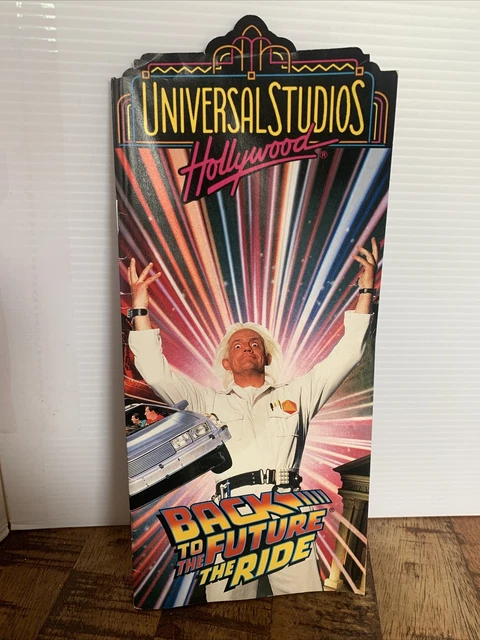 UNIVERSAL STUDIOS
Hollywood®
BACK
TO THE FUTURE®
THE RIDE